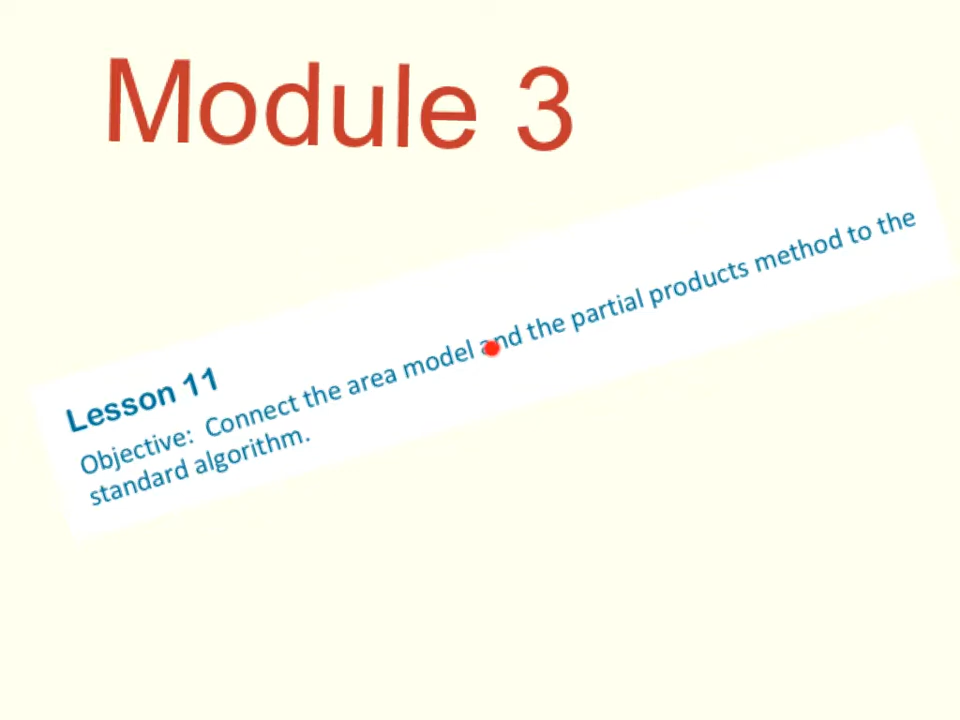 Module 3
Lesson 11
Objective: Connect the area model and the partial products method to the
standard algorithm.